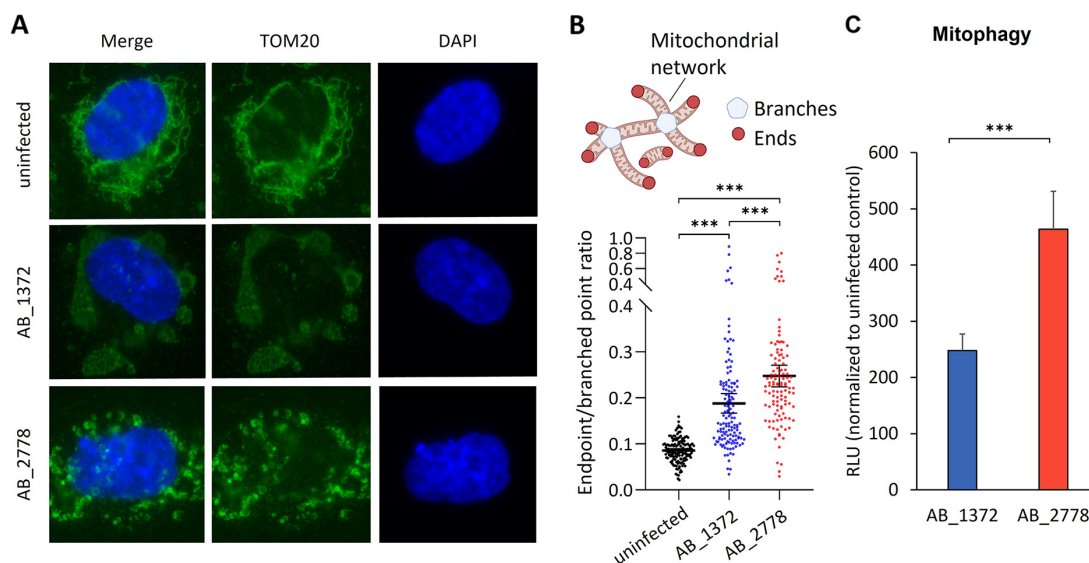 A
Merge
TOM20
DAPI
uninfected
AB_1372
AB_2778
B
Mitochondrial
network
Branches
Ends
***
***
***
Endpoint/branched point ratio
1.0
0.8
0.6
0.4
0.4
0.3
0.2
0.1
0.0
uninfected
AB_1372
AB_2778
C
Mitophagy
***
RLU (normalized to uninfected control)
600
500
400
300
200
100
0
AB_1372
AB_2778